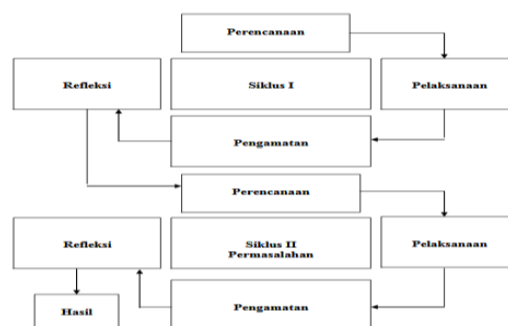 Perencanaan
Refleksi
Siklus I
Pelaksanaan
Pengamatan
Perencanaan
Refleksi
Siklus II
Permasalahan
Pelaksanaan
Pengamatan
Hasil